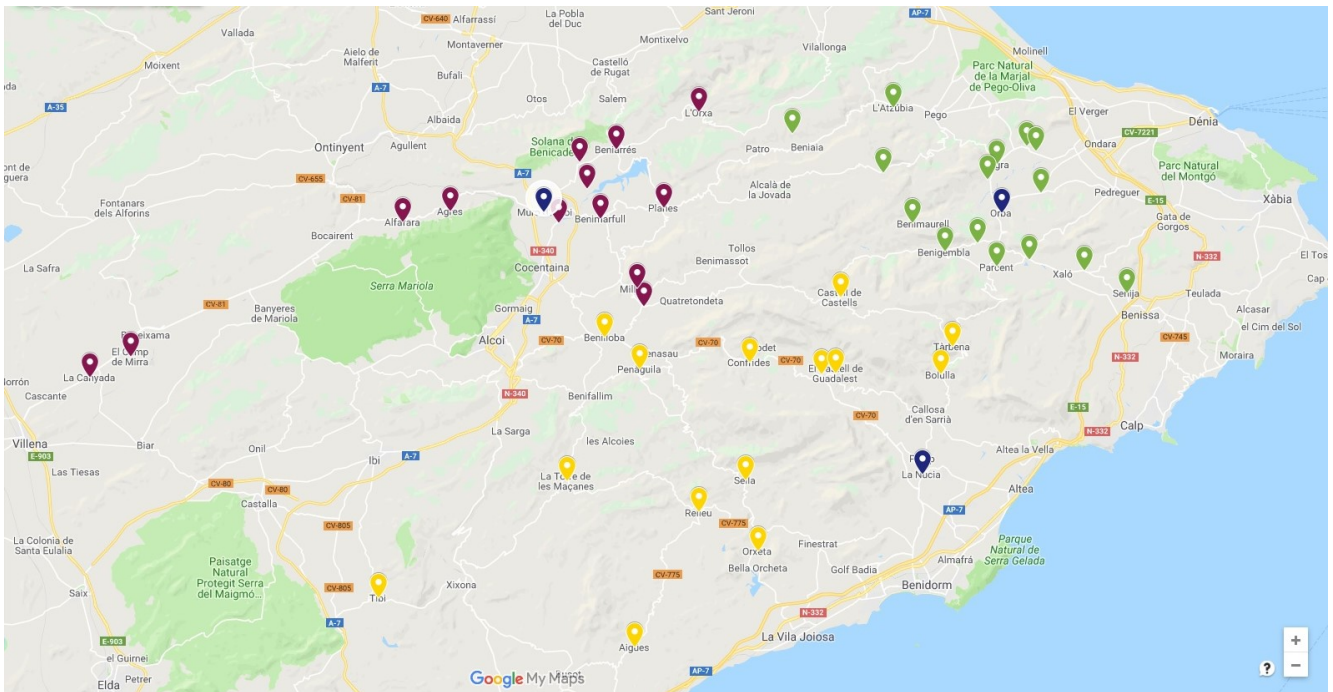 CV-640
Alfarrassí
La Pobla
del Duc
Sant Jeroni
AP-7
Vallada
Montaverner
Montixelvo
Vilallonga
Molinell
Moixent
Aielo de
Malferit
Bufali
Castelló
de Rugat
Parc Natural
de la Marjal
de Pego-Oliva
A-7
Otos
Salem
A-35
L'Orxa
L'Atzúbia
Pego
El Verger
Dénia
Albaida
Ontinyent
Agullent
Solana de
Benicade
Beniarrés
Beniaia
Patro
CV-7221
Ondara
Parc Natural
del Montgó
A-7
CV-655
CV-81
Alcalà de
la Jovada
Pedreguer
Xàbia
E-15
Fontanars
dels Alforins
Alfafara
Agres
Benimarfull
Planes
Orba
Gata de
Gorgos
Bocairent
Benimaurell
N-340
Tollos
Benimassot
Benigembla
Parcent
Xaló
N-332
El Tos
Cap
La Safra
Cocentaina
Serra Mariola
Quatretondeta
Castell de
Castells
Senija
Teulada
CV-81
Banyeres
de Mariola
Gormaig
A-7
Benissa
Alcasar
el Cim del Sol
Benilloba
Alcoi
CV-70
CV-70
CV-70
CV-745
Tàrbena
El Camp
de Mirra
Penàguila
Confrides
El Castell de
Guadalest
Bolulla
N-332
Moraira
La Canyada
Cascante
N-340
Benifallim
Callosa
d'en Sarrià
CV-70
E-15
N-332
Calp
La Sarga
Villena
Biar
Onil
les Alcoies
Altea la Vella
E-903
Ibi
A-7
Las Tiesas
La Torre de
les Maçanes
Sella
La Nucia
CV-80
CV-80
Altea
Castalla
Relleu
AP-7
CV-805
CV-775
La Colonia de
Santa Eulalia
Orxeta
Finestrat
Parque
Natural de
Serra Gelada
Bella Orcheta
Golf Badia
Almafrá
Paisatge
Natural
Protegit Serra
del Maigmó...
CV-775
Benidorm
Saix
CV-805
Tibi
Xixona
N-332
A-7
La Vila Joiosa
E-903
Aigües
el Guirnei
Elda
Petrer
Google My Maps
AP-7
+
−
?